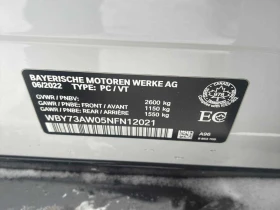 BAYERISCHE MOTOREN WERKE AG
06/2022 TYPE: PC / VT
GVWR / PNBV: 2600 kg
GAWR / PNBE: FRONT / AVANT 1150 kg
GAWR / PNBE: REAR / ARRIÈRE 1550 kg
WBY73AW05NFN12021
A96
EC